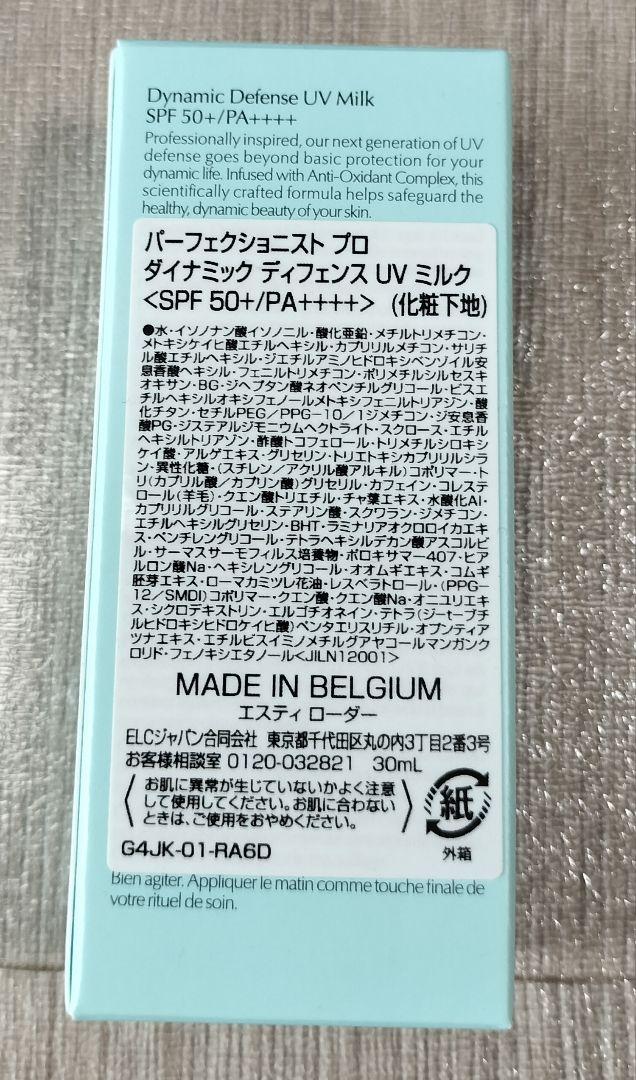 Dynamic Defense UV Milk
SPF 50+/PA++++
Professionally inspired, our next generation of UV
defense goes beyond basic protection for your
dynamic life. Infused with Anti-Oxidant Complex, this
scientifically crafted formula helps safeguard the
healthy, dynamic beauty of your skin.
パーフェクショニスト プロ
ダイナミック ディフェンス UV ミルク
<SPF 50+/PA++++> (化粧下地)
●水・イソノナン酸イソノニル・酸化亜鉛・メチルトリメチコン・
メトキシケイヒ酸エチルヘキシル・カプリリルメチコン・サリチ
ル酸エチルヘキシル・ジエチルアミノヒドロキシベンゾイル安
息香酸ヘキシル・フェニルトリメチコン・ポリメチルシルセスキ
オキサン・BG・ジヘプタン酸ネオペンチルグリコール・ビスエ
チルヘキシルオキシフェノールメトキシフェニルトリアジン・酸
化チタン・セチルPEG/PPG-10/1ジメチコン・ジ安息香
酸PG・ジステアルジモニウムヘクトライト・スクロース・エチル
ヘキシルトリアゾン・酢酸トコフェロール・トリメチルシロキシ
ケイ酸・アルゲエキス・グリセリン・トリエトキシカプリリルシラ
ン・異性化糖・(スチレン/アクリル酸アルキル)コポリマー・ト
リ(カプリル酸/カプリン酸)グリセリル・カフェイン・コレステ
ロール(羊毛)・クエン酸トリエチル・チャ葉エキス・水酸化Al・
カプリリルグリコール・ステアリン酸・スクワラン・ジメチコン・
エチルヘキシルグリセリン・BHT・ラミナリアオクロロイカエキ
ス・ペンチレングリコール・テトラヘキシルデカン酸アスコルビ
ル・サーマスサーモフィルス培養物・ポロキサマー407・ヒア
ルロン酸Na・ヘキシレングリコール・オオムギエキス・コムギ
胚芽エキス・ローマカミツレ花油・レスベラトロール・(PPG-
12/SMDI)コポリマー・クエン酸・クエン酸Na・オニユリエキ
ス・シクロデキストリン・エルゴチオネイン・テトラ(ジーtーブチ
ルヒドロキシヒドロケイヒ酸)ペンタエリスリチル・オプンティア
ツナエキス・エチルビスイミノメチルグアヤコールマンガンク
ロリド・フェノキシエタノール<JILN12001>
MADE IN BELGIUM
エスティ ローダー
ELCジャパン合同会社 東京都千代田区丸の内3丁目2番3号
お客様相談室 0120-032821 30mL
お肌に異常が生じていないかよく注意
して使用してください。お肌に合わない
ときは、ご使用をおやめください。
紙
外箱
G4JK-01-RA6D
Bien agiter. Appliquer le matin comme touche finale de
votre rituel de soin.